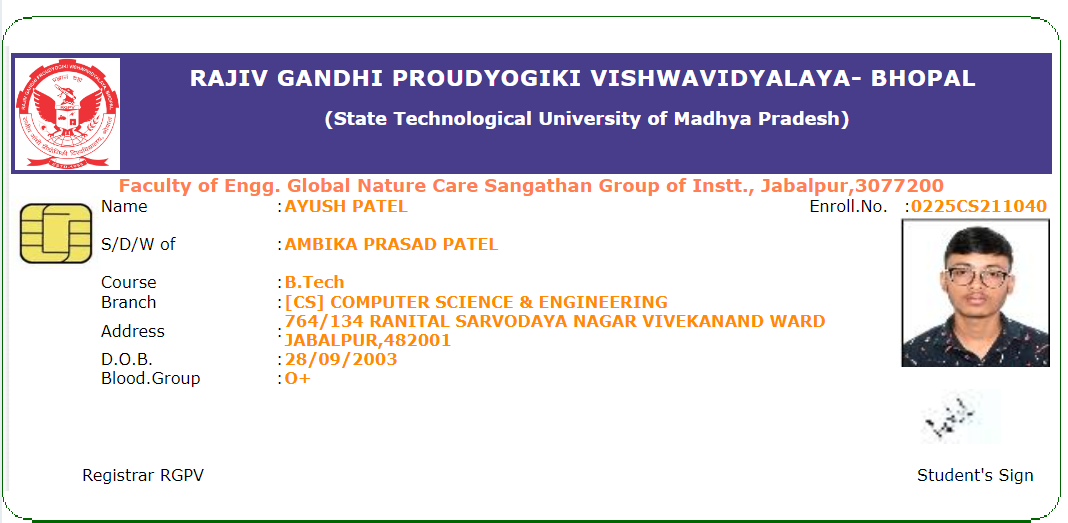 RAJIV GANDHI PROUDYOGIKI VISHWAVIDYALAYA- BHOPAL
(State Technological University of Madhya Pradesh)
Faculty of Engg. Global Nature Care Sangathan Group of Instt., Jabalpur,3077200
Name :AYUSH PATEL Enroll.No. :0225CS211040
S/D/W of :AMBIKA PRASAD PATEL
Course :B.Tech
Branch :[CS] COMPUTER SCIENCE & ENGINEERING
Address :764/134 RANITAL SARVODAYA NAGAR VIVEKANAND WARD
JABALPUR,482001
D.O.B. :28/09/2003
Blood.Group :O+
Registrar RGPV Student's Sign